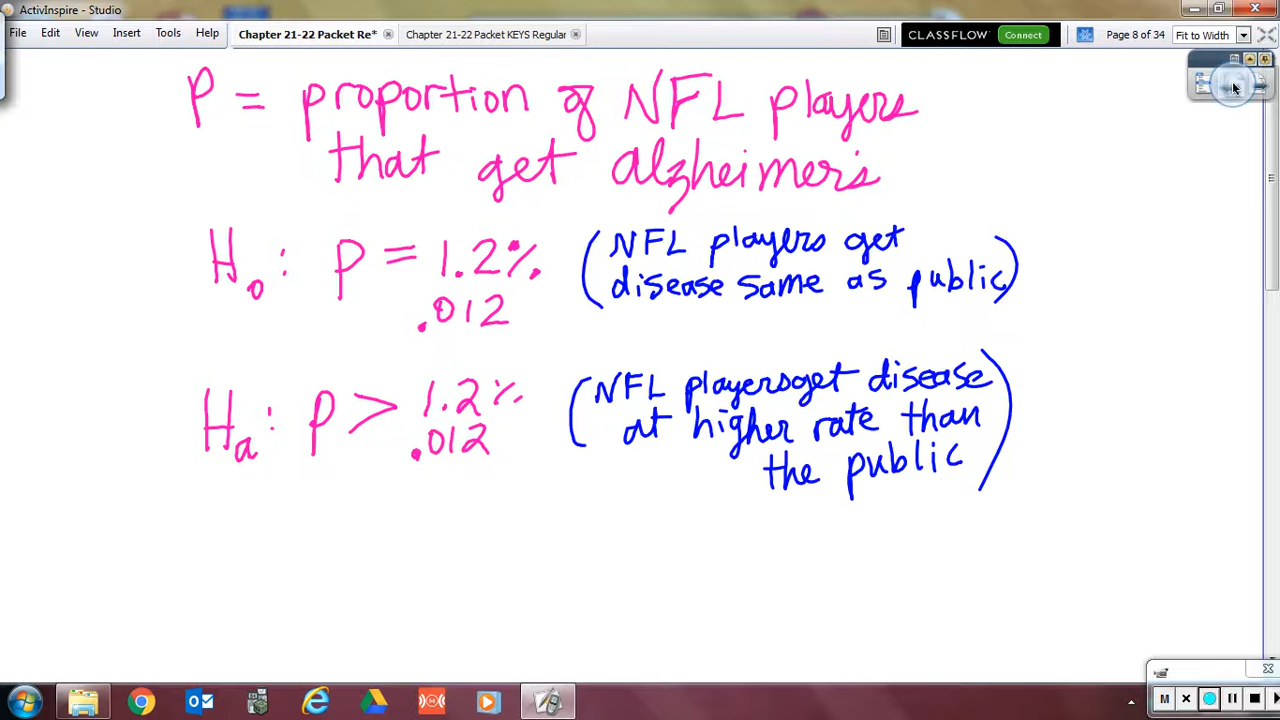 ActivInspire - Studio
File Edit View Insert Tools Help Chapter 21-22 Packet Re* Chapter 21-22 Packet KEYS Regular CLASSFLOW Connect Page 8 of 34 Fit to Width
P = proportion of NFL players
that get alzheimer's
Ho: P = 1.2%
.012
(NFL players get
disease same as public)
Ha: P > 1.2%
.012
(NFL players get disease
at higher rate than
the public)
M